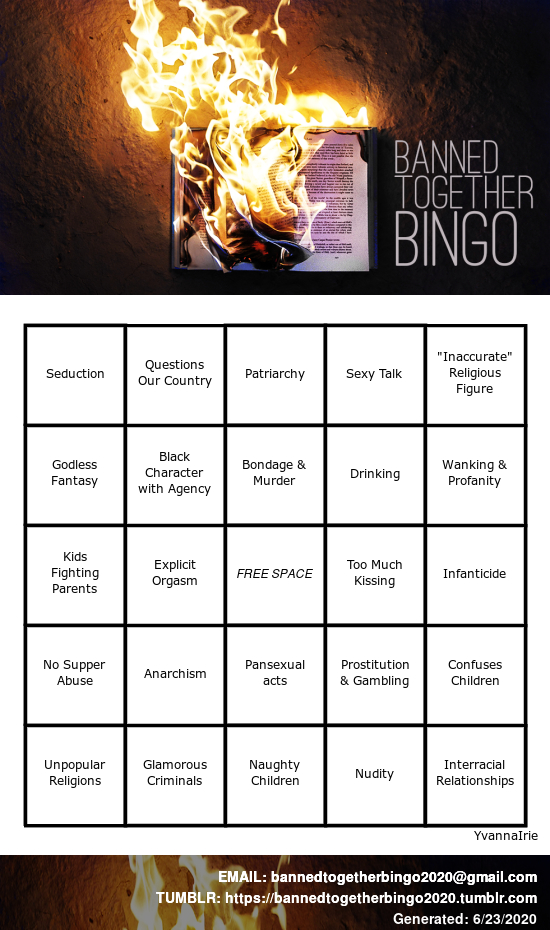 BANNED
TOGETHER
BINGO
Seduction
Questions
Our Country
Patriarchy
Sexy Talk
"Inaccurate"
Religious
Figure
Godless
Fantasy
Black
Character
with Agency
Bondage &
Murder
Drinking
Wanking &
Profanity
Kids
Fighting
Parents
Explicit
Orgasm
FREE SPACE
Too Much
Kissing
Infanticide
No Supper
Abuse
Anarchism
Pansexual
acts
Prostitution
& Gambling
Confuses
Children
Unpopular
Religions
Glamorous
Criminals
Naughty
Children
Nudity
Interracial
Relationships
YvannaIrie
EMAIL: bannedtogetherbingo2020@gmail.com
TUMBLR: https://bannedtogetherbingo2020.tumblr.com
Generated: 6/23/2020